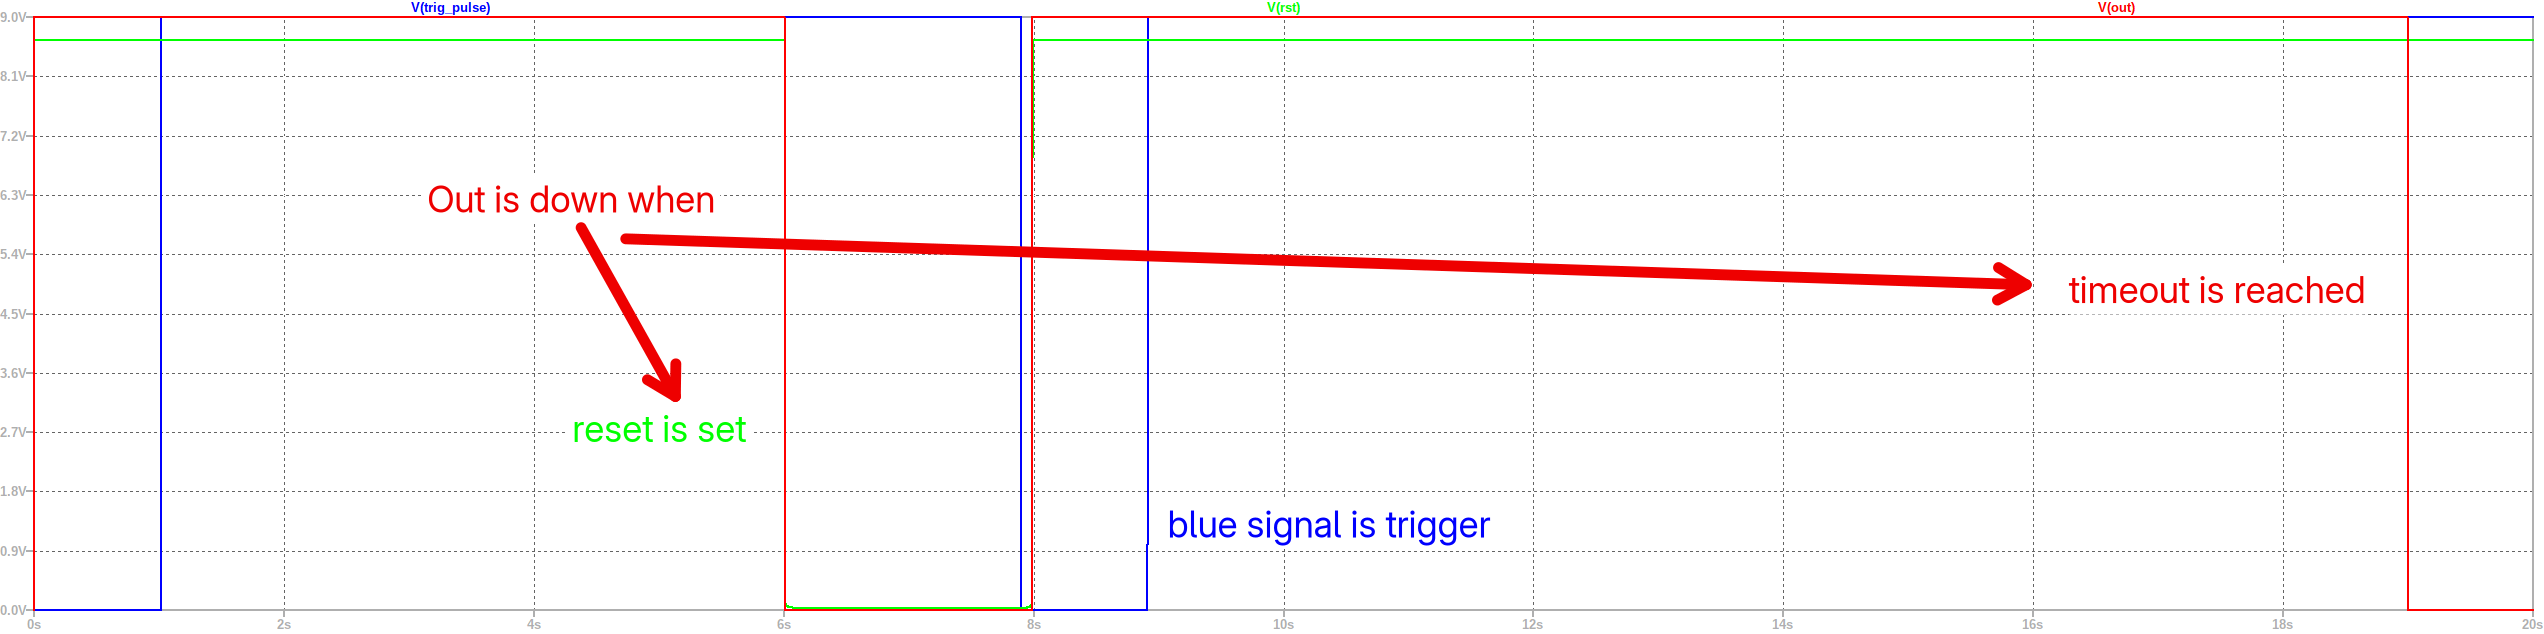 V(trig_pulse) V(rst) V(out)
9.0V
8.1V
7.2V
6.3V
5.4V
4.5V
3.6V
2.7V
1.8V
0.9V
0.0V
Out is down when
timeout is reached
reset is set
blue signal is trigger
0s 2s 4s 6s 8s 10s 12s 14s 16s 18s 20s